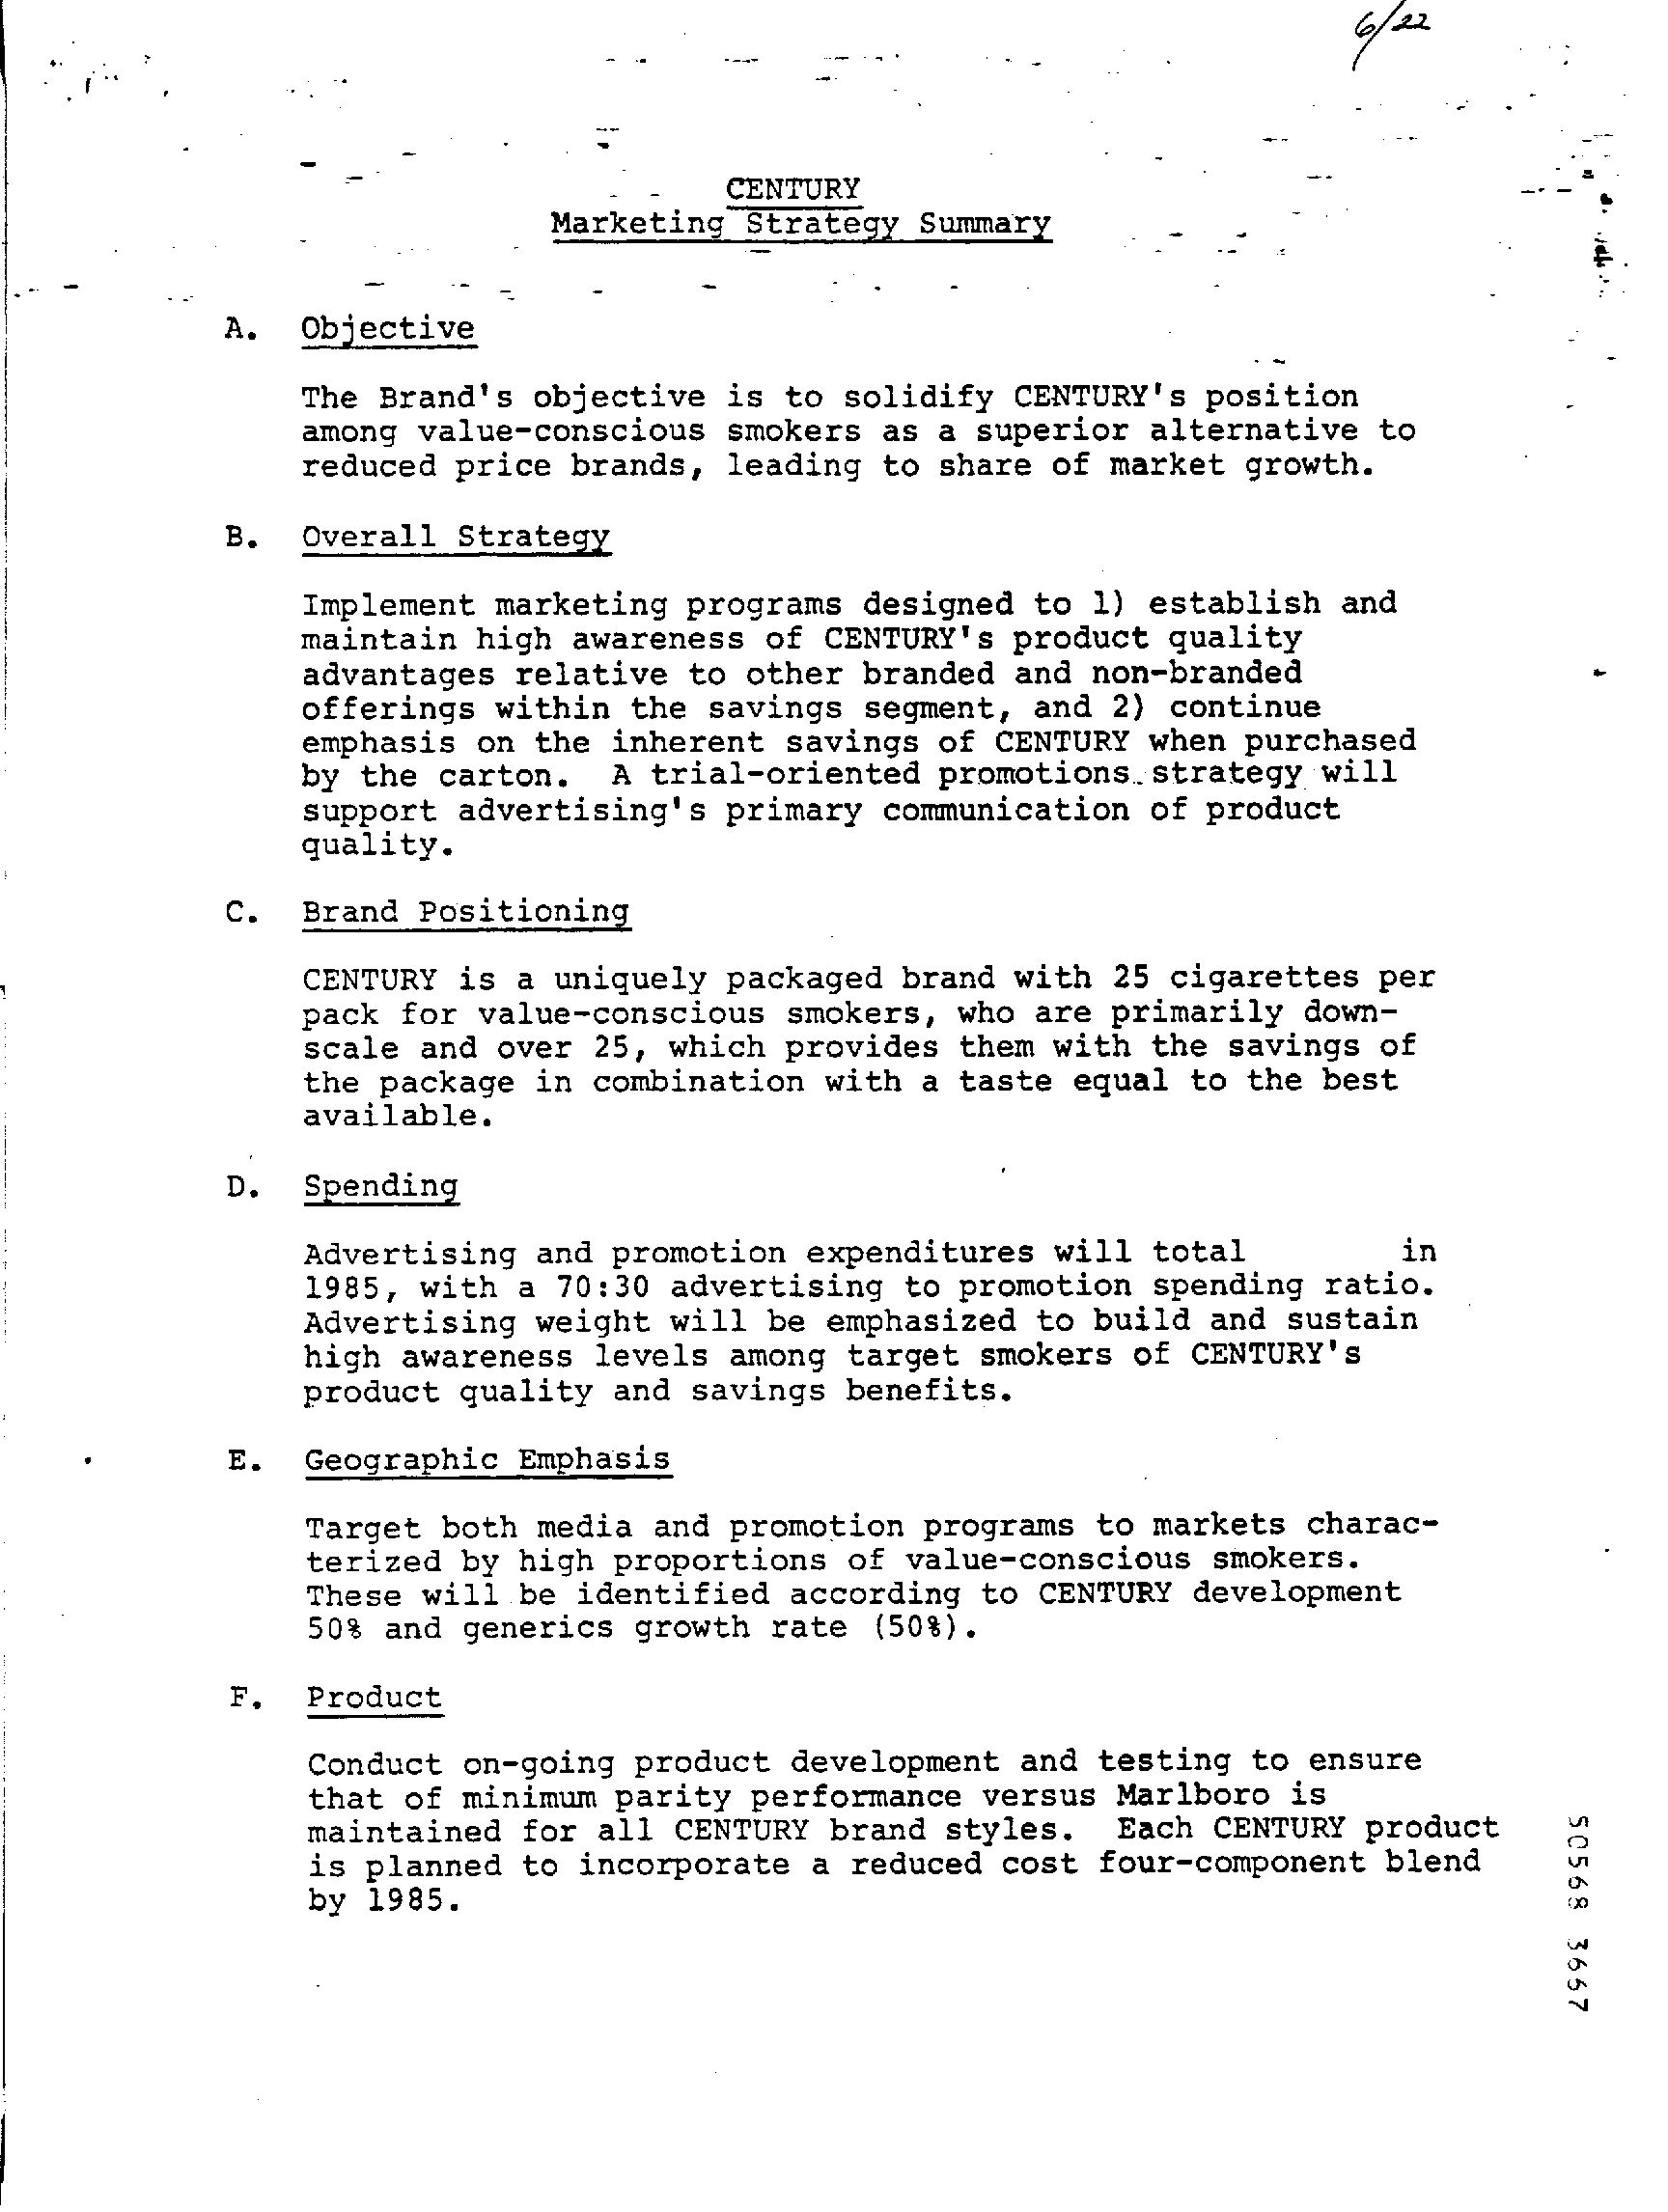 6/22
CENTURY
Marketing Strategy Summary
A. Objective
The Brand's objective is to solidify CENTURY's position
among value-conscious smokers as a superior alternative to
reduced price brands, leading to share of market growth.
B. Overall Strategy
Implement marketing programs designed to 1) establish and
maintain high awareness of CENTURY's product quality
advantages relative to other branded and non-branded
offerings within the savings segment, and 2) continue
emphasis on the inherent savings of CENTURY when purchased
by the carton. A trial-oriented promotions strategy will
support advertising's primary communication of product
quality.
C. Brand Positioning
CENTURY is a uniquely packaged brand with 25 cigarettes per
pack for value-conscious smokers, who are primarily down-
scale and over 25, which provides them with the savings of
the package in combination with a taste equal to the best
available.
D. Spending
Advertising and promotion expenditures will total in
1985, with a 70:30 advertising to promotion spending ratio.
Advertising weight will be emphasized to build and sustain
high awareness levels among target smokers of CENTURY's
product quality and savings benefits.
E. Geographic Emphasis
Target both media and promotion programs to markets charac-
terized by high proportions of value-conscious smokers.
These will be identified according to CENTURY development
50% and generics growth rate (50%).
F. Product
Conduct on-going product development and testing to ensure
that of minimum parity performance versus Marlboro is
maintained for all CENTURY brand styles. Each CENTURY product
is planned to incorporate a reduced cost four-component blend
by 1985.
50568 3667